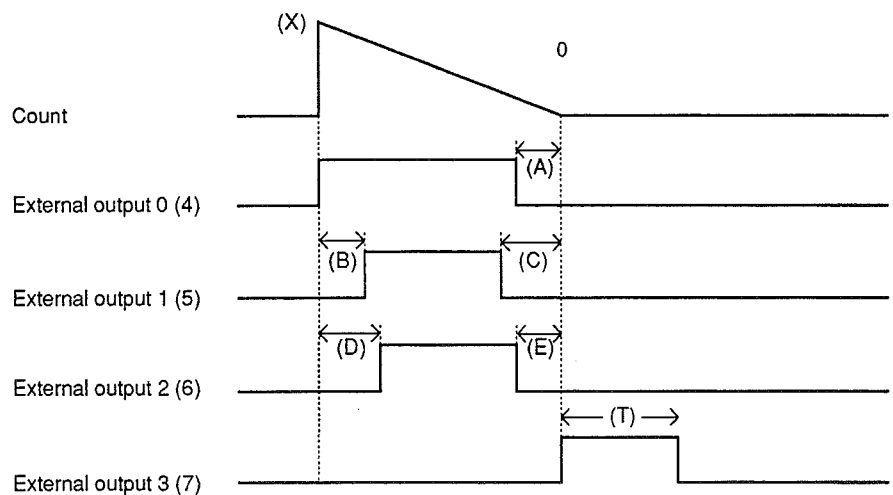 (X)
0
Count
(A)
External output 0 (4)
(B)
(C)
External output 1 (5)
(D)
(E)
External output 2 (6)
(T)
External output 3 (7)